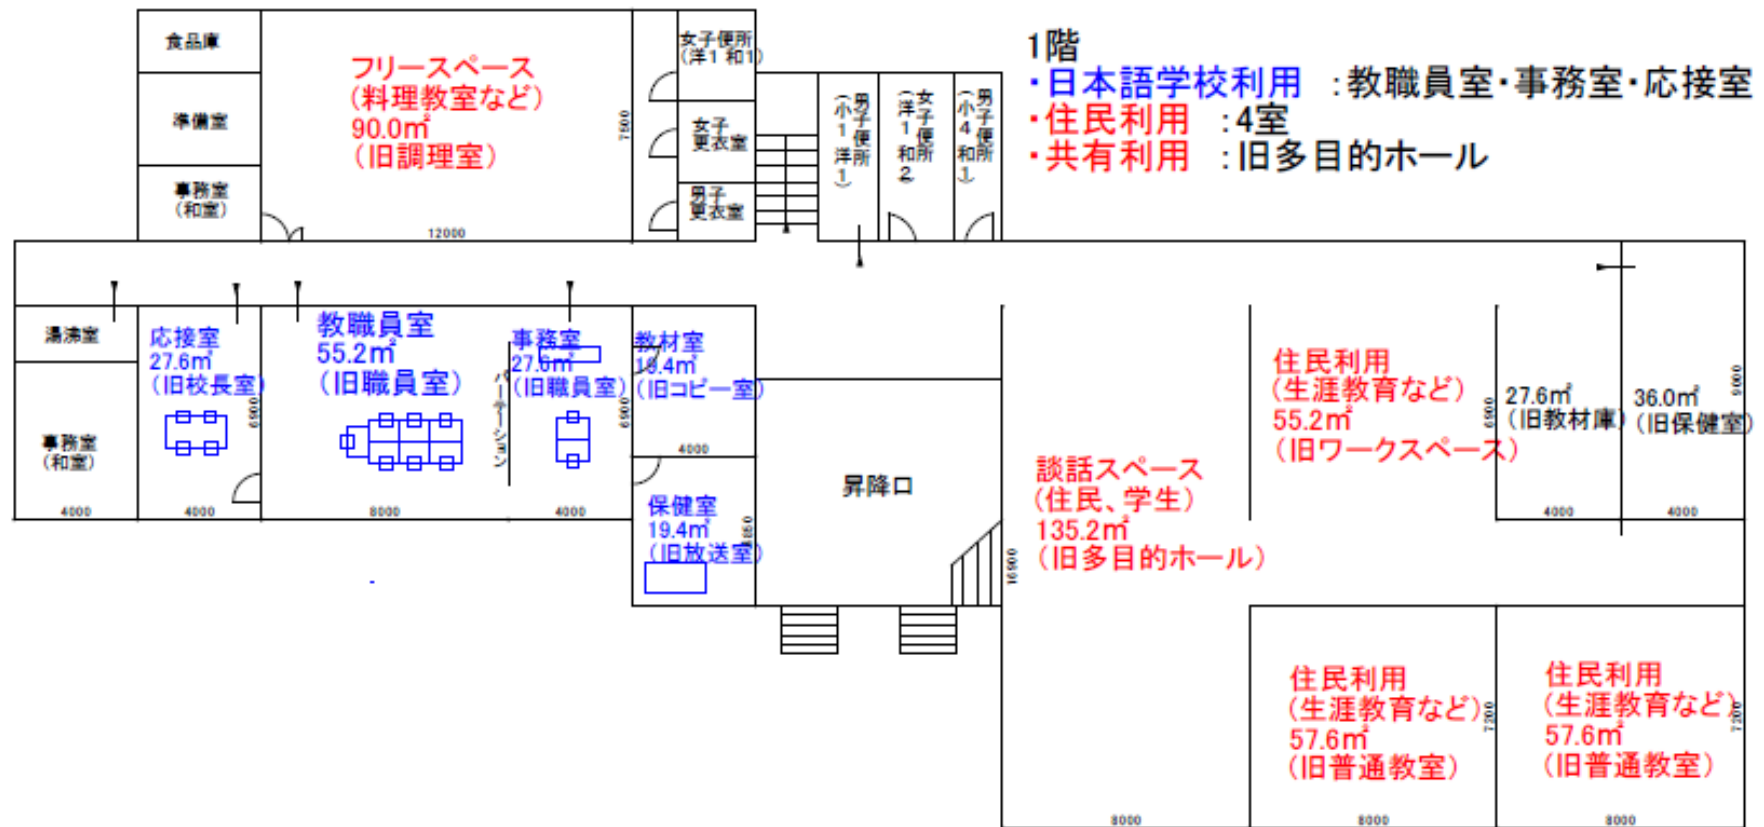 1階
・日本語学校利用 ：教職員室・事務室・応接室
・住民利用 ：4室
・共有利用 ：旧多目的ホール
食品庫
準備室
事務室
(和室)
フリースペース
(料理教室など)
90.0㎡
(旧調理室)
7500
12000
女子便所
(洋1 和1)
女子
更衣室
男子
更衣室
男子便所
(小1 洋1)
女子便所
(洋1 和2)
男子便所
(小4 和1)
湯沸室
事務室
(和室)
4000
応接室
27.6㎡
(旧校長室)
6900
4000
教職員室
55.2㎡
(旧職員室)
8000
パーテーション
事務室
27.6㎡
(旧職員室)
6900
4000
教材室
19.4㎡
(旧コピー室)
4000
保健室
19.4㎡
(旧放送室)
4850
昇降口
談話スペース
(住民、学生)
135.2㎡
(旧多目的ホール)
16900
8000
住民利用
(生涯教育など)
55.2㎡
(旧ワークスペース)
6900
27.6㎡
(旧教材庫)
4000
36.0㎡
(旧保健室)
9000
4000
住民利用
(生涯教育など)
57.6㎡
(旧普通教室)
7200
8000
住民利用
(生涯教育など)
57.6㎡
(旧普通教室)
7200
8000